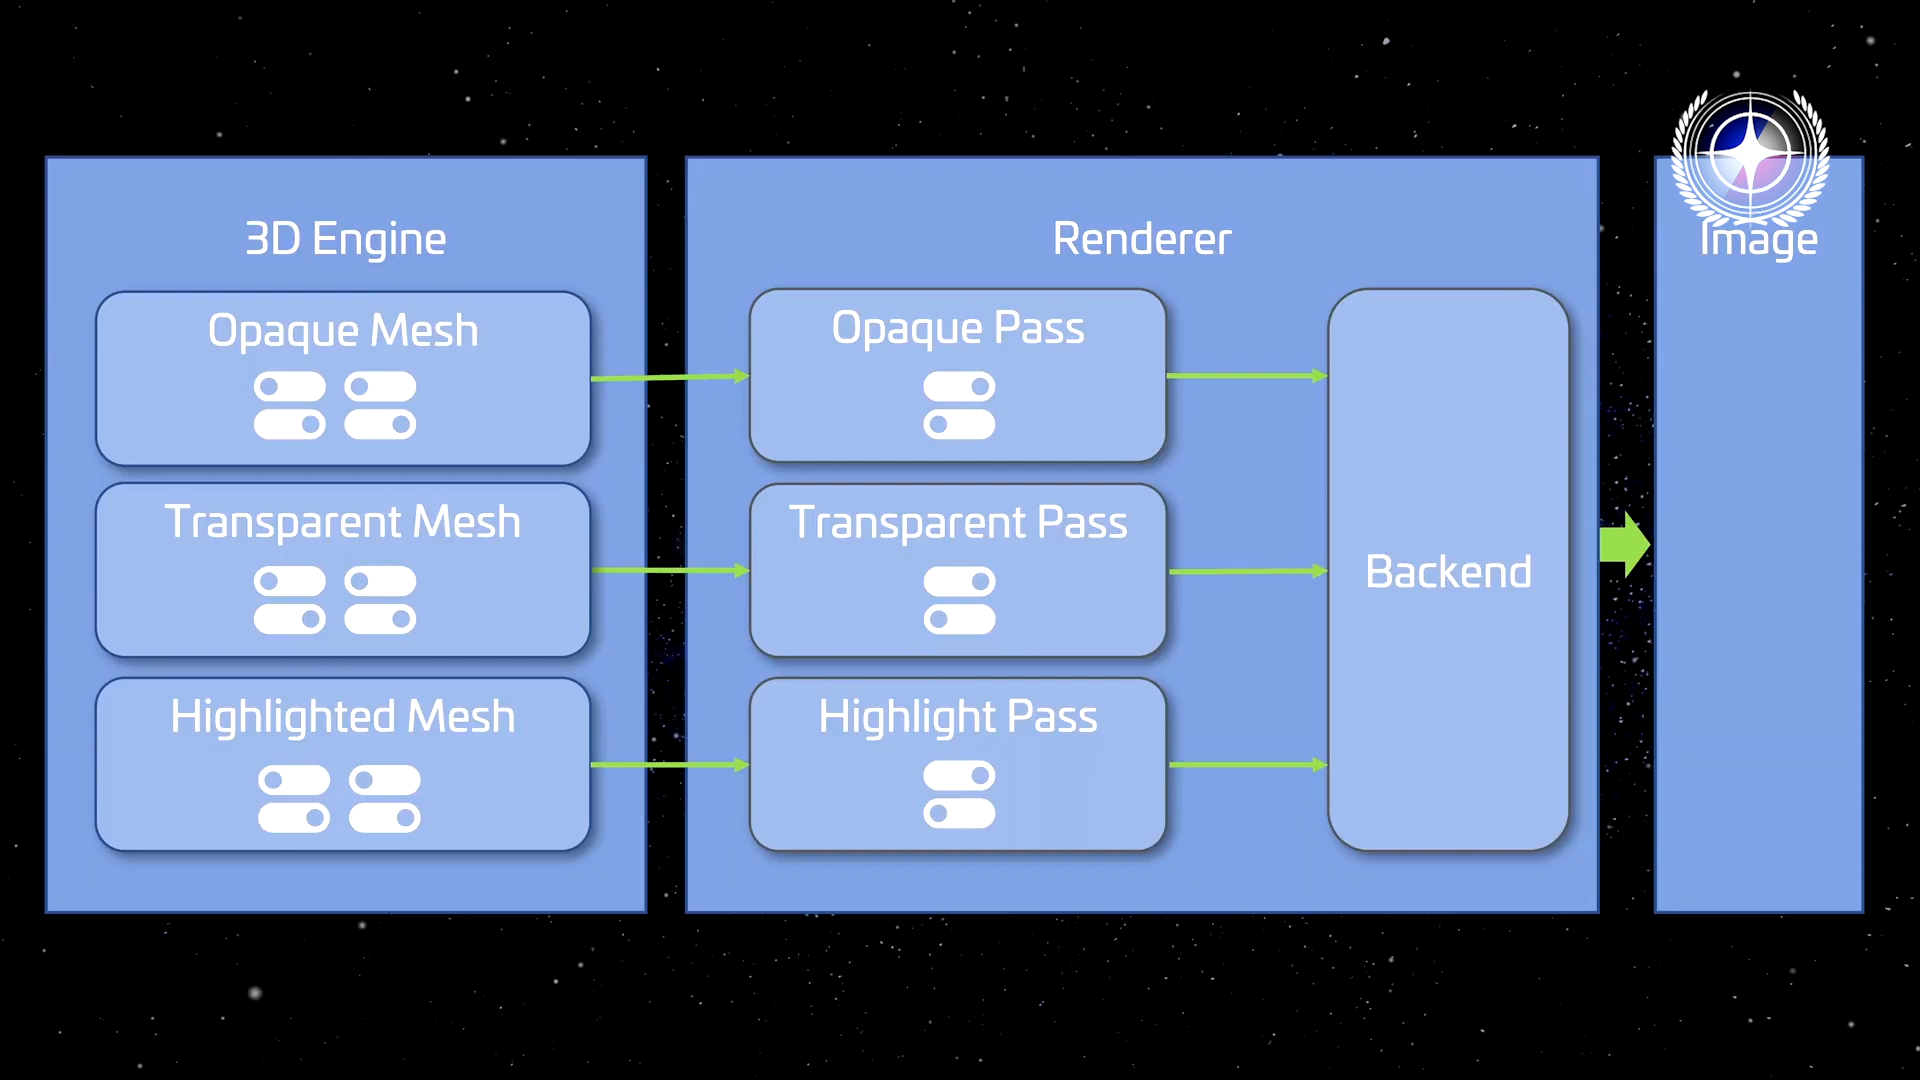 3D Engine
Opaque Mesh
Transparent Mesh
Highlighted Mesh
Renderer
Opaque Pass
Transparent Pass
Highlight Pass
Backend
Image